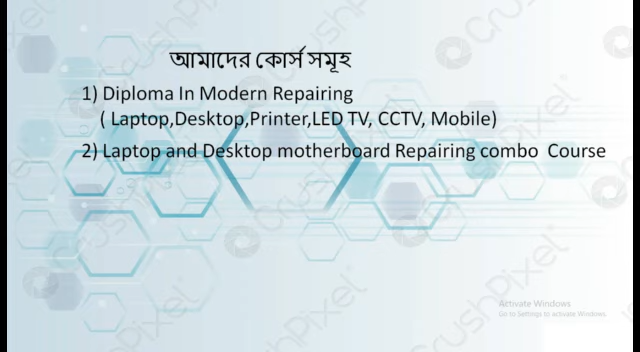 আমাদের কোর্স সমূহ
1) Diploma In Modern Repairing
( Laptop,Desktop,Printer,LED TV, CCTV, Mobile)
2) Laptop and Desktop motherboard Repairing combo Course
CrushPixel
Activate Windows
Go to Settings to activate Windows.